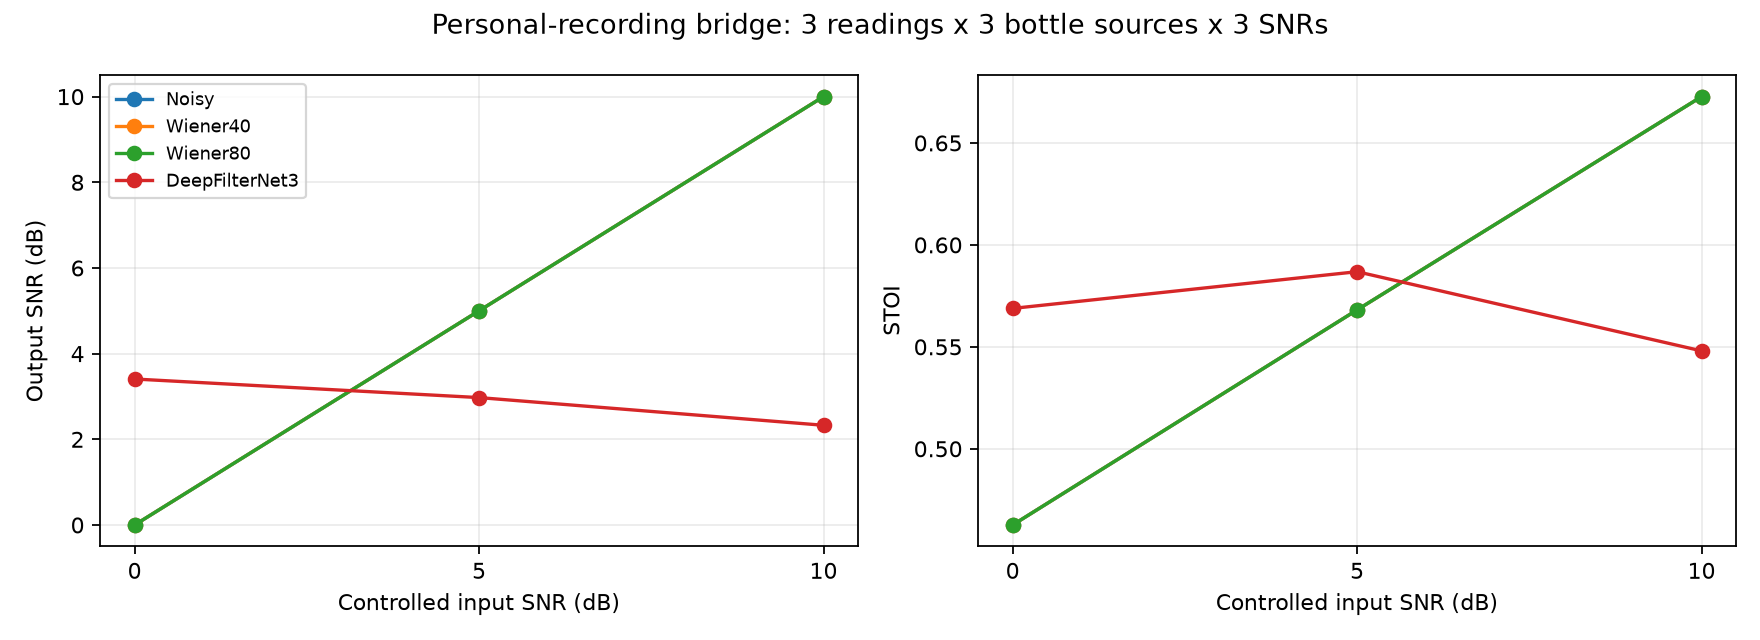 Personal-recording bridge: 3 readings x 3 bottle sources x 3 SNRs
Noisy
Wiener40
Wiener80
DeepFilterNet3
Output SNR (dB)
10
8
6
4
2
0
0
5
10
Controlled input SNR (dB)
STOI
0.65
0.60
0.55
0.50
0
5
10
Controlled input SNR (dB)